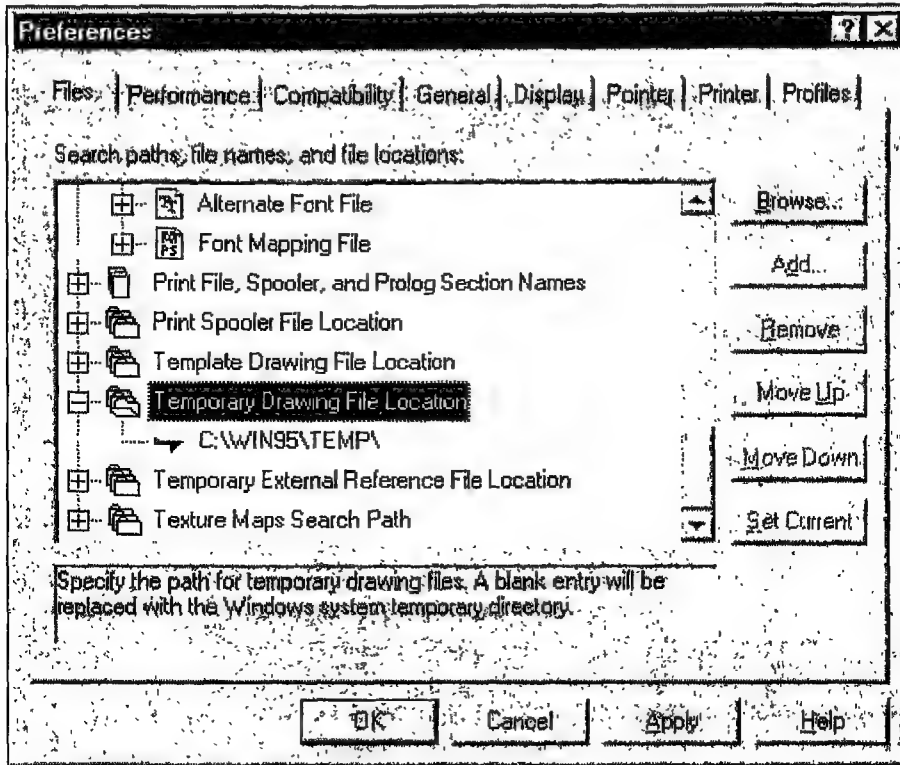 Preferences
Files Performance Compatibility General Display Pointer Printer Profiles
Search paths, file names, and file locations:
Alternate Font File
Font Mapping File
Print File, Spooler, and Prolog Section Names
Print Spooler File Location
Template Drawing File Location
Temporary Drawing File Location
C:\WIN95\TEMP\
Temporary External Reference File Location
Texture Maps Search Path
Browse...
Add...
Remove
Move Up
Move Down
Set Current
Specify the path for temporary drawing files. A blank entry will be
replaced with the Windows system temporary directory.
OK Cancel Apply Help